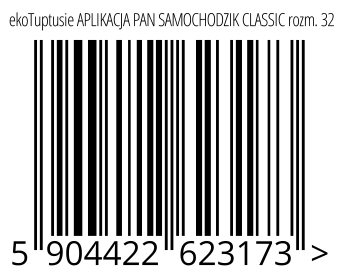 ekoTuptusie APLIKACJA PAN SAMOCHODZIK CLASSIC rozm. 32
5 904422 623173 >